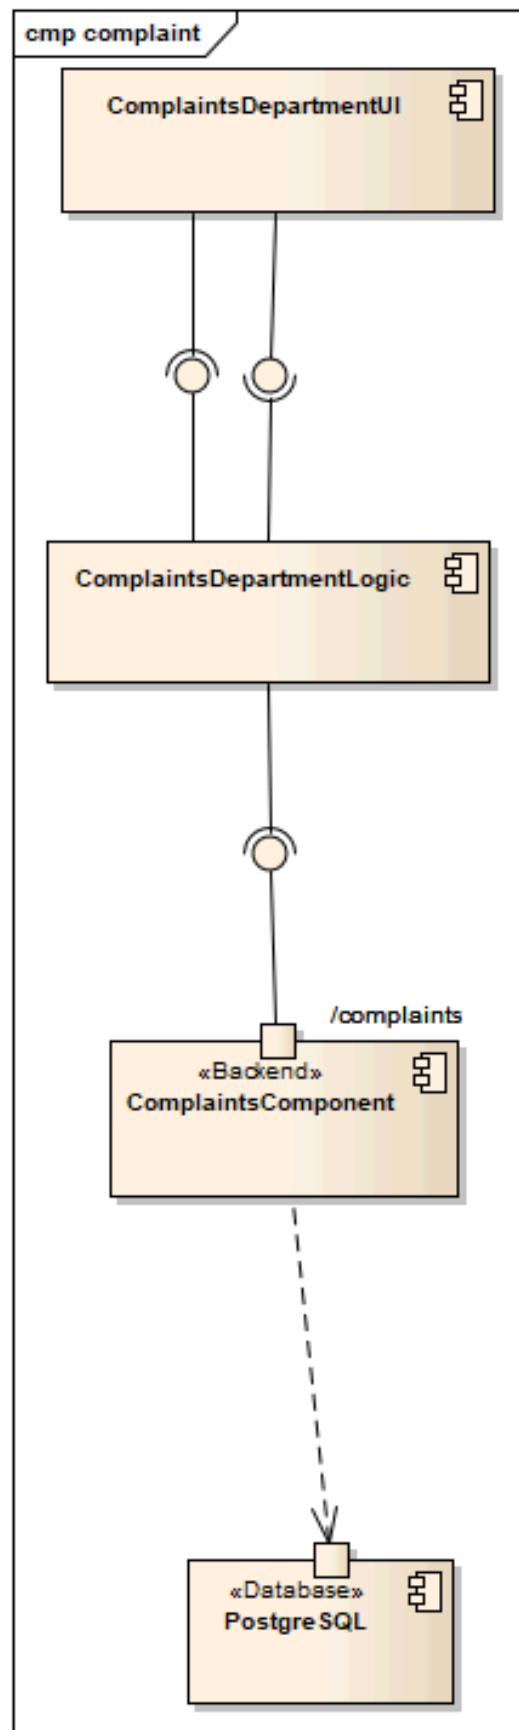 cmp complaint
ComplaintsDepartmentUI
ComplaintsDepartmentLogic
/complaints
«Backend»
ComplaintsComponent
«Database»
PostgreSQL